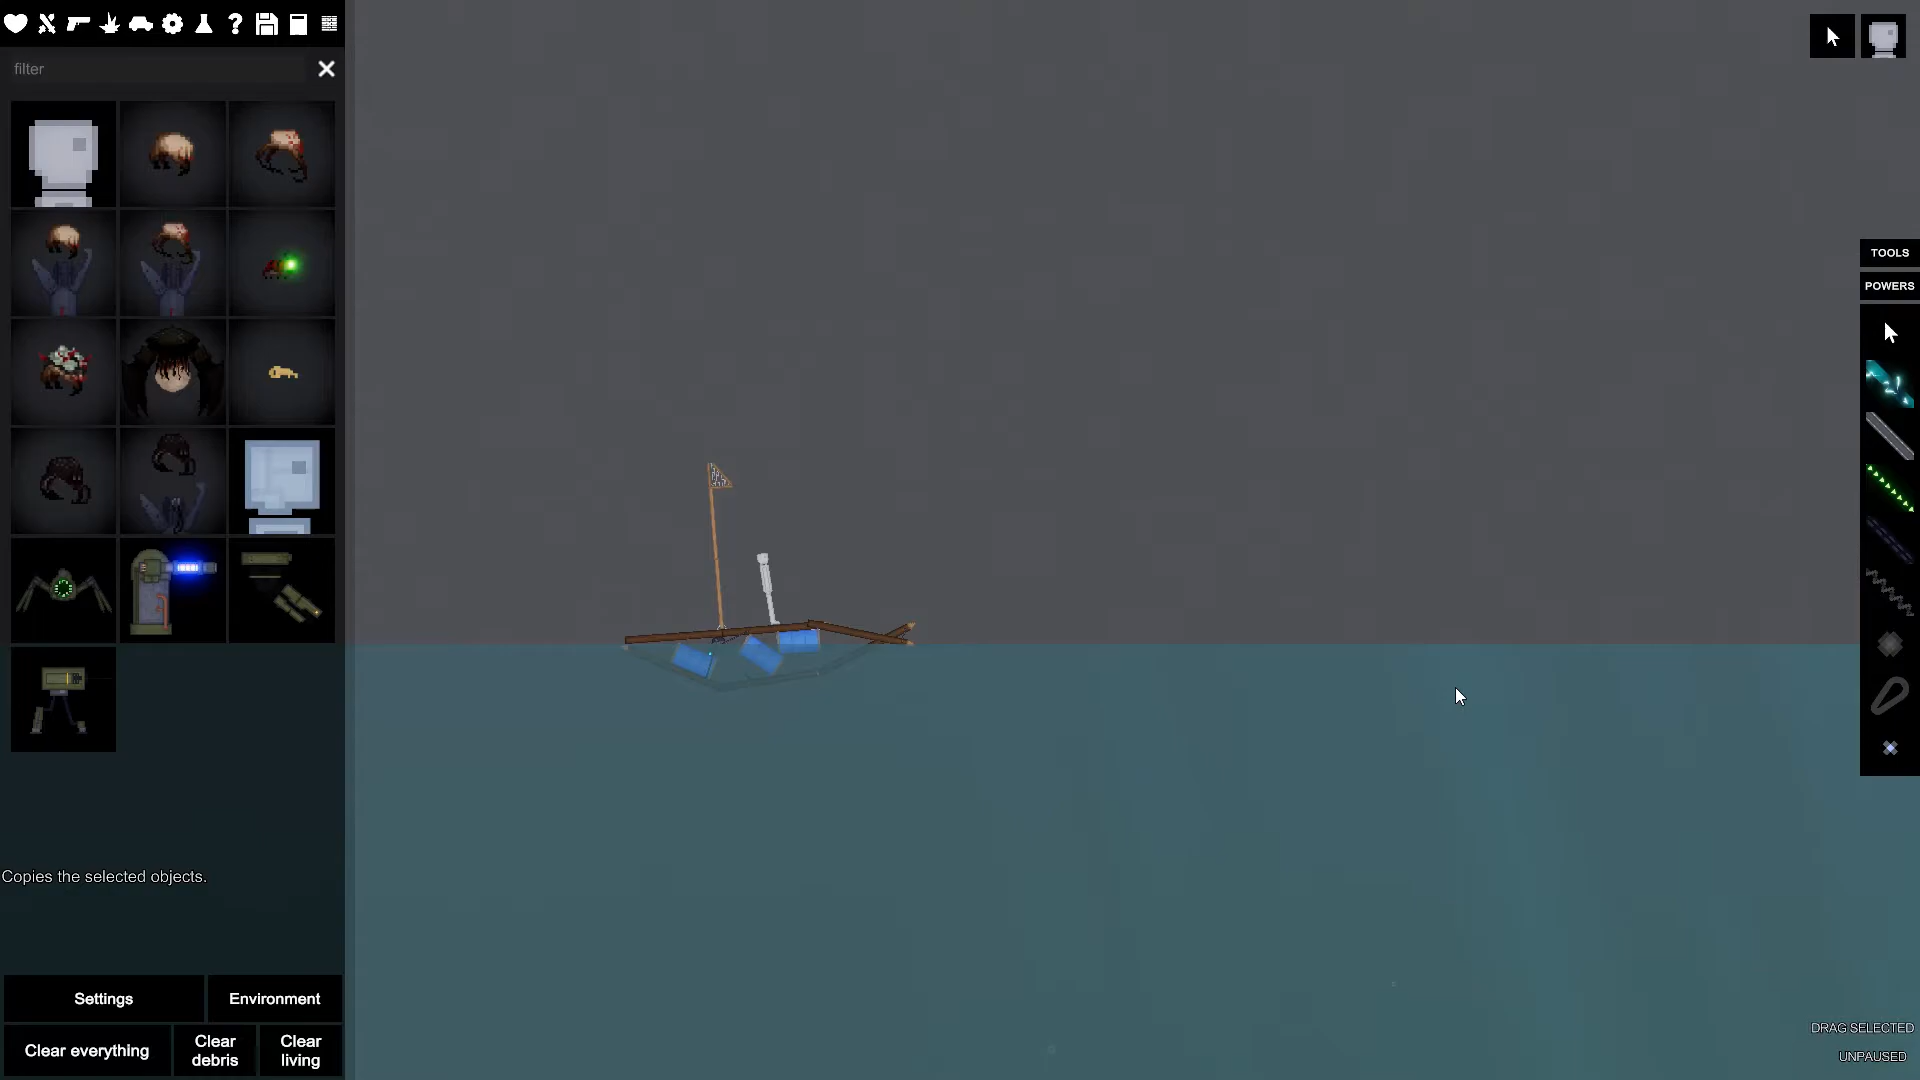 filter
TOOLS
POWERS
Copies the selected objects.
Settings
Environment
Clear everything
Clear
debris
Clear
living
DRAG SELECTED
UNPAUSED